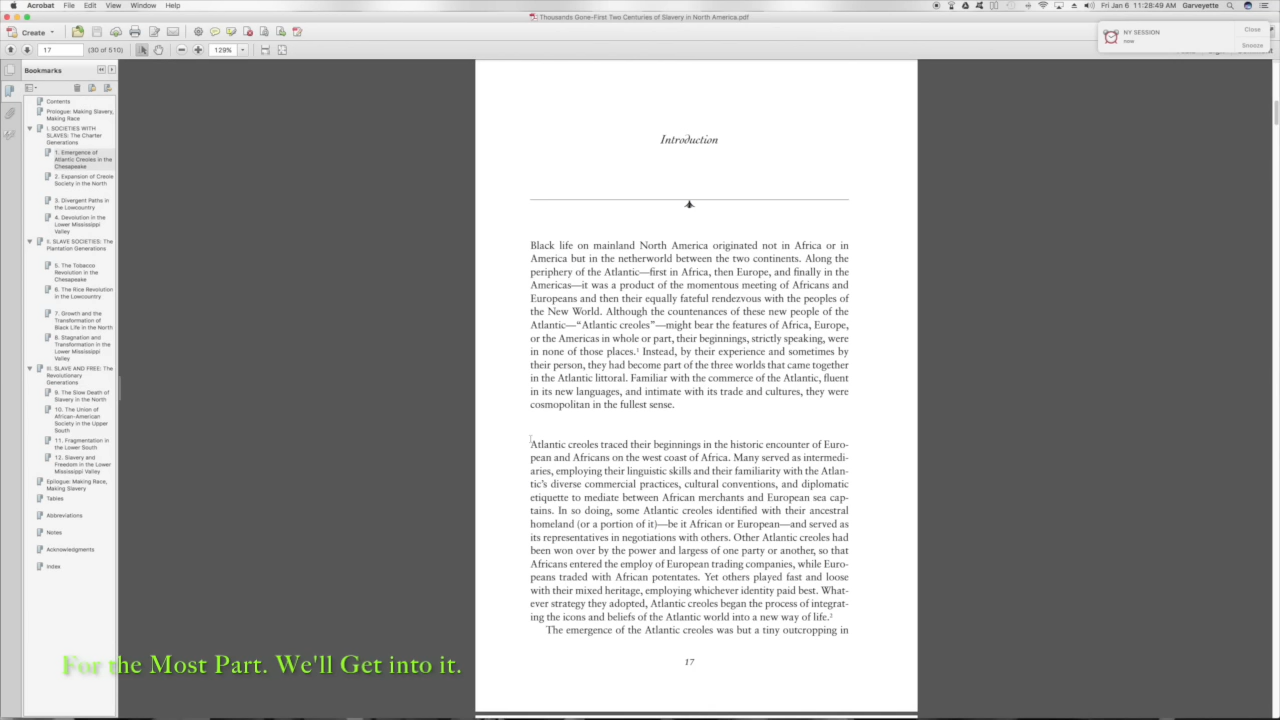 Acrobat File Edit View Window Help
Fri Jan 6 11:28:49 AM Garveyette
Thousands Gone-First Two Centuries of Slavery in North America.pdf
Create
NY SESSION
now
Close
Snooze
17 (30 of 510) 129%
Bookmarks
Contents
Prologue: Making Slavery,
Making Race
I. SOCIETIES WITH
SLAVES: The Charter
Generations
1. Emergence of
Atlantic Creoles in the
Chesapeake
2. Expansion of Creole
Society in the North
3. Divergent Paths in
the Lowcountry
4. Devolution in the
Lower Mississippi
Valley
II. SLAVE SOCIETIES: The
Plantation Generations
5. The Tobacco
Revolution in the
Chesapeake
6. The Rice Revolution
in the Lowcountry
7. Growth and the
Transformation of
Black Life in the North
8. Stagnation and
Transformation in the
Lower Mississippi
Valley
III. SLAVE AND FREE: The
Revolutionary
Generations
9. The Slow Death of
Slavery in the North
10. The Union of
African-American
Society in the Upper
South
11. Fragmentation in
the Lower South
12. Slavery and
Freedom in the Lower
Mississippi Valley
Epilogue: Making Race,
Making Slavery
Tables
Abbreviations
Notes
Acknowledgments
Index
Introduction
Black life on mainland North America originated not in Africa or in
America but in the netherworld between the two continents. Along the
periphery of the Atlantic—first in Africa, then Europe, and finally in the
Americas—it was a product of the momentous meeting of Africans and
Europeans and then their equally fateful rendezvous with the peoples of
the New World. Although the countenances of these new people of the
Atlantic—“Atlantic creoles”—might bear the features of Africa, Europe,
or the Americas in whole or part, their beginnings, strictly speaking, were
in none of those places.¹ Instead, by their experience and sometimes by
their person, they had become part of the three worlds that came together
in the Atlantic littoral. Familiar with the commerce of the Atlantic, fluent
in its new languages, and intimate with its trade and cultures, they were
cosmopolitan in the fullest sense.
Atlantic creoles traced their beginnings in the historic encounter of Euro-
pean and Africans on the west coast of Africa. Many served as intermedi-
aries, employing their linguistic skills and their familiarity with the Atlan-
tic’s diverse commercial practices, cultural conventions, and diplomatic
etiquette to mediate between African merchants and European sea cap-
tains. In so doing, some Atlantic creoles identified with their ancestral
homeland (or a portion of it)—be it African or European—and served as
its representatives in negotiations with others. Other Atlantic creoles had
been won over by the power and largess of one party or another, so that
Africans entered the employ of European trading companies, while Euro-
peans traded with African potentates. Yet others played fast and loose
with their mixed heritage, employing whichever identity paid best. What-
ever strategy they adopted, Atlantic creoles began the process of integrat-
ing the icons and beliefs of the Atlantic world into a new way of life.²
The emergence of the Atlantic creoles was but a tiny outcropping in
17
For the Most Part. We'll Get into it.